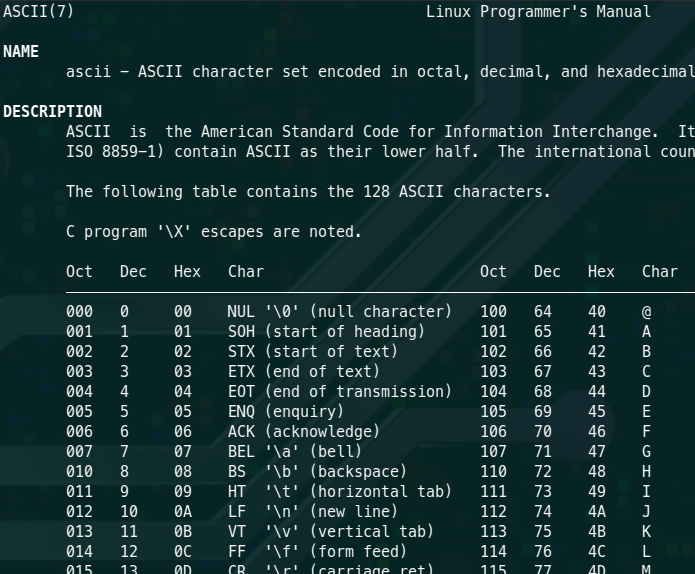 ASCII(7) Linux Programmer's Manual
NAME
ascii - ASCII character set encoded in octal, decimal, and hexadecimal
DESCRIPTION
ASCII is the American Standard Code for Information Interchange. It
ISO 8859-1) contain ASCII as their lower half. The international coun
The following table contains the 128 ASCII characters.
C program '\X' escapes are noted.
Oct Dec Hex Char Oct Dec Hex Char
000 0 00 NUL '\0' (null character) 100 64 40 @
001 1 01 SOH (start of heading) 101 65 41 A
002 2 02 STX (start of text) 102 66 42 B
003 3 03 ETX (end of text) 103 67 43 C
004 4 04 EOT (end of transmission) 104 68 44 D
005 5 05 ENQ (enquiry) 105 69 45 E
006 6 06 ACK (acknowledge) 106 70 46 F
007 7 07 BEL '\a' (bell) 107 71 47 G
010 8 08 BS '\b' (backspace) 110 72 48 H
011 9 09 HT '\t' (horizontal tab) 111 73 49 I
012 10 0A LF '\n' (new line) 112 74 4A J
013 11 0B VT '\v' (vertical tab) 113 75 4B K
014 12 0C FF '\f' (form feed) 114 76 4C L
015 13 0D CR '\r' (carriage ret) 115 77 4D M